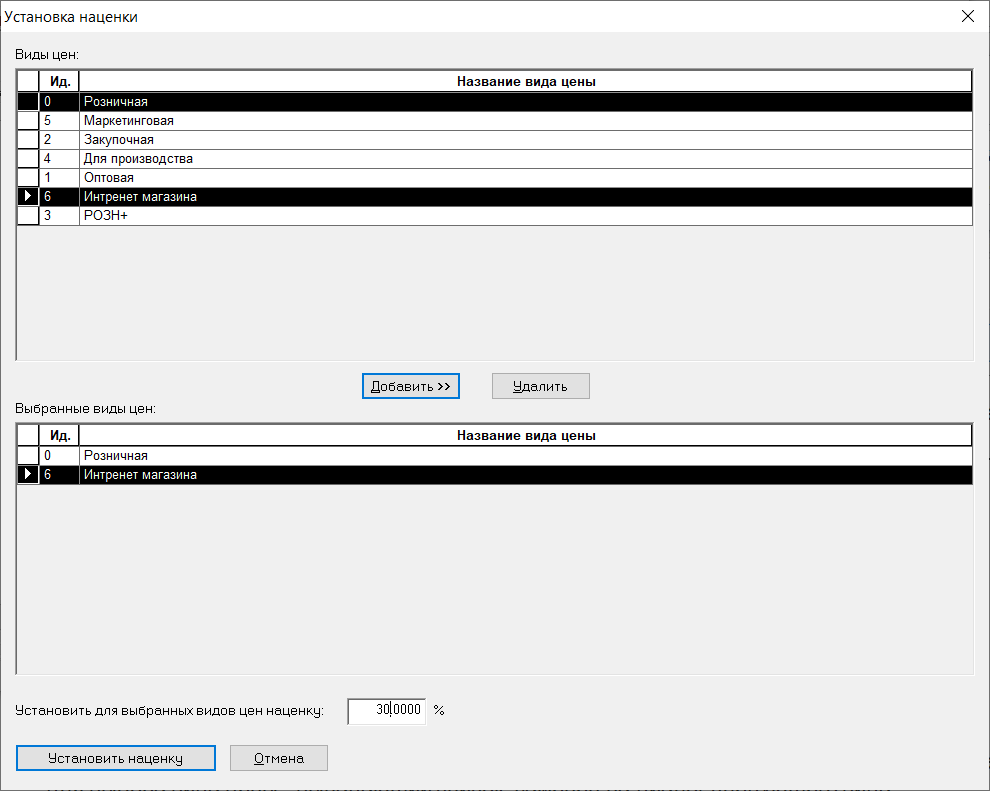 Установка наценки
Виды цен:
Ид. Название вида цены
0 Розничная
5 Маркетинговая
2 Закупочная
4 Для производства
1 Оптовая
6 Интренет магазина
3 РОЗН+
Добавить >> Удалить
Выбранные виды цен:
Ид. Название вида цены
0 Розничная
6 Интренет магазина
Установить для выбранных видов цен наценку: 30,0000 %
Установить наценку Отмена